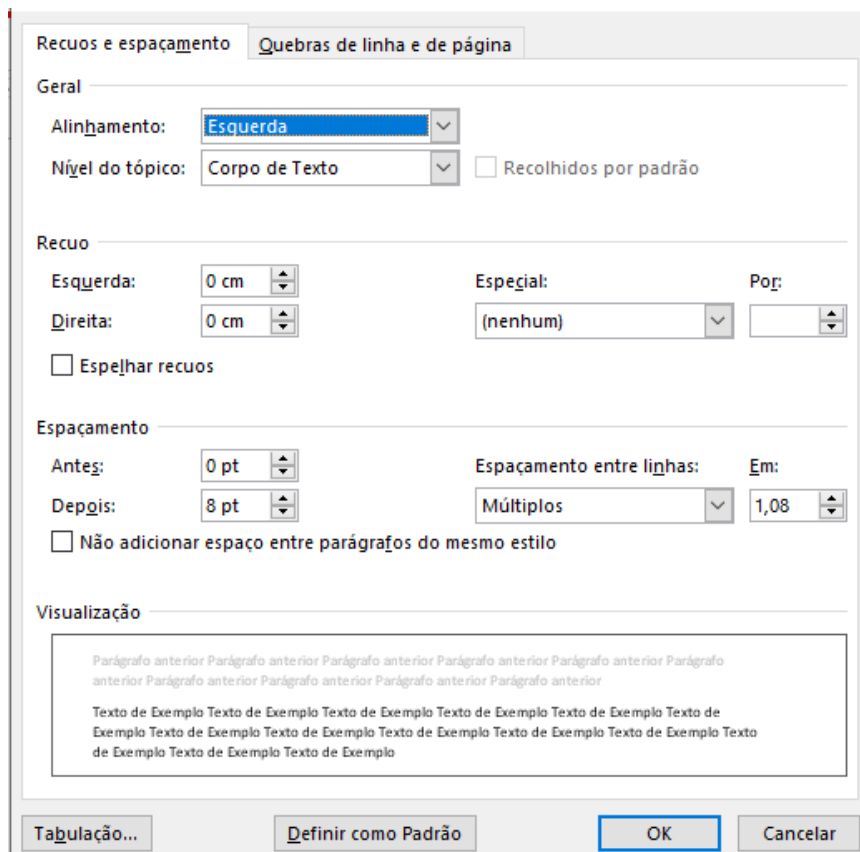 Recuos e espaçamento Quebras de linha e de página
Geral
Alinhamento: Esquerda
Nível do tópico: Corpo de Texto Recolhidos por padrão
Recuo
Esquerda: 0 cm Especial: Por:
Direita: 0 cm (nenhum)
Espelhar recuos
Espaçamento
Antes: 0 pt Espaçamento entre linhas: Em:
Depois: 8 pt Múltiplos 1,08
Não adicionar espaço entre parágrafos do mesmo estilo
Visualização
Parágrafo anterior Parágrafo anterior Parágrafo anterior Parágrafo anterior Parágrafo anterior Parágrafo
anterior Parágrafo anterior Parágrafo anterior Parágrafo anterior Parágrafo anterior
Texto de Exemplo Texto de Exemplo Texto de Exemplo Texto de Exemplo Texto de Exemplo Texto de
Exemplo Texto de Exemplo Texto de Exemplo Texto de Exemplo Texto de Exemplo Texto de Exemplo Texto
de Exemplo Texto de Exemplo Texto de Exemplo
Tabulação... Definir como Padrão OK Cancelar